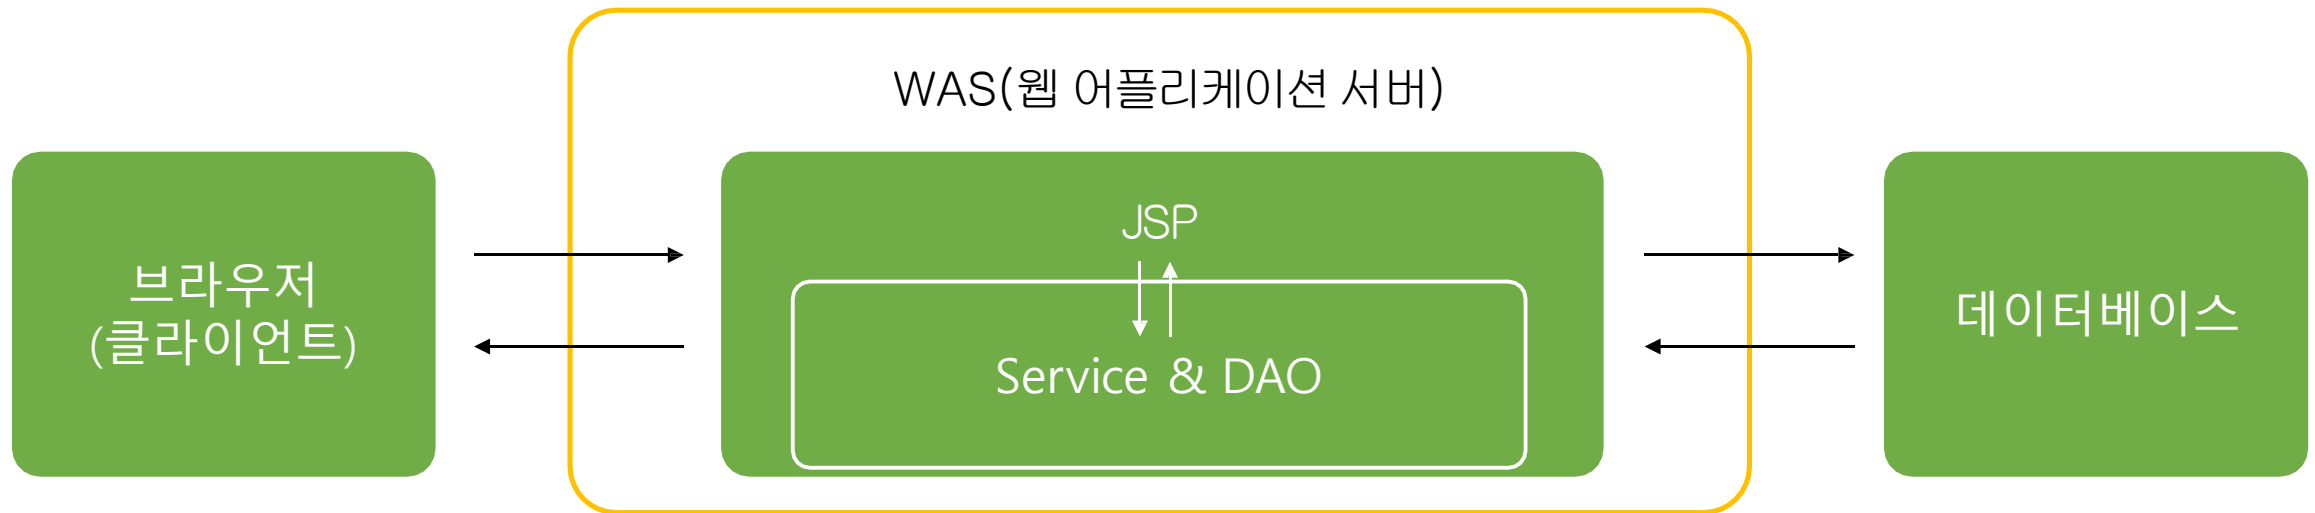 WAS(웹 어플리케이션 서버)
브라우저
(클라이언트)
JSP
Service & DAO
데이터베이스